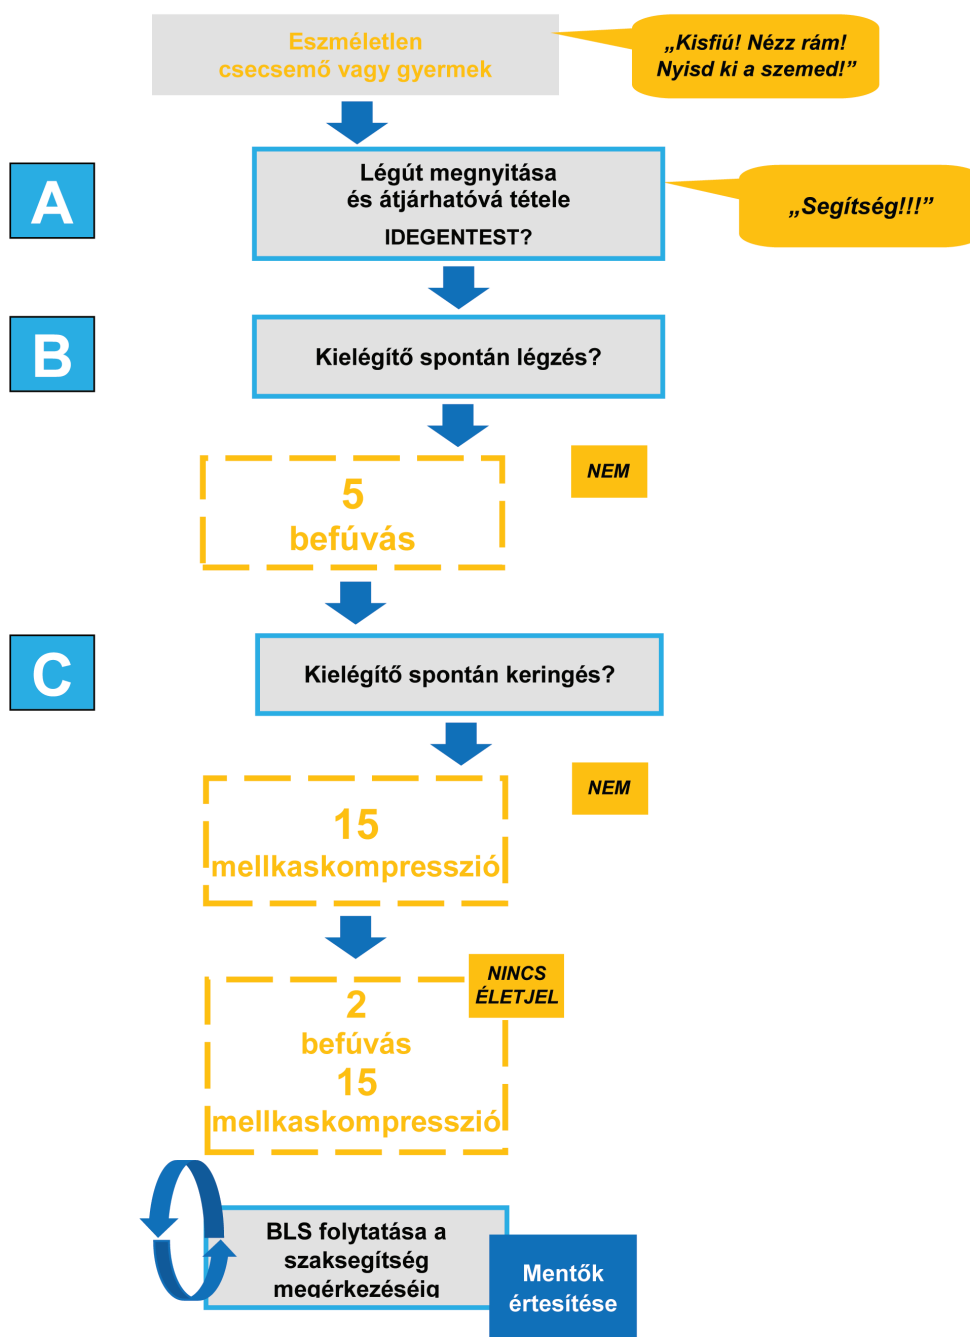 Eszméletlen
csecsemő vagy gyermek
„Kisfiú! Nézz rám!
Nyisd ki a szemed!”
A
Légút megnyitása
és átjárhatóvá tétele
IDEGENTEST?
„Segítség!!!”
B
Kielégítő spontán légzés?
5
befúvás
NEM
C
Kielégítő spontán keringés?
15
mellkaskompresszió
NEM
NINCS
ÉLETJEL
2
befúvás
15
mellkaskompresszió
BLS folytatása a
szaksegítség
megérkezéséig
Mentők
értesítése